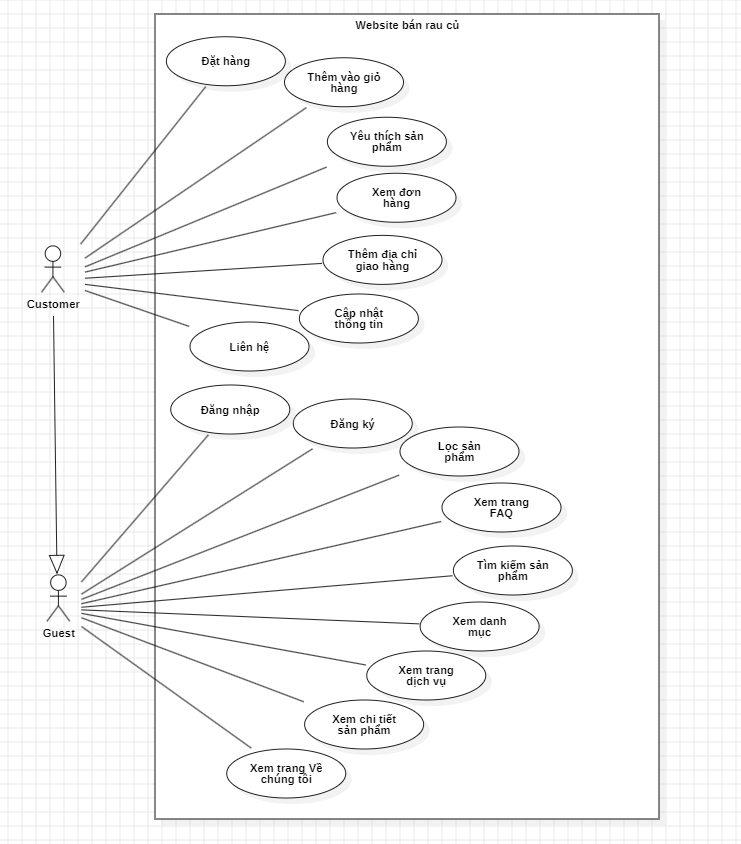 Website bán rau củ
Đặt hàng
Thêm vào giỏ
hàng
Yêu thích sản
phẩm
Xem đơn
hàng
Thêm địa chỉ
giao hàng
Customer
Cập nhật
thông tin
Liên hệ
Đăng nhập
Đăng ký
Lọc sản
phẩm
Xem trang
FAQ
Tìm kiếm sản
phẩm
Guest
Xem danh
mục
Xem trang
dịch vụ
Xem chi tiết
sản phẩm
Xem trang Về
chúng tôi